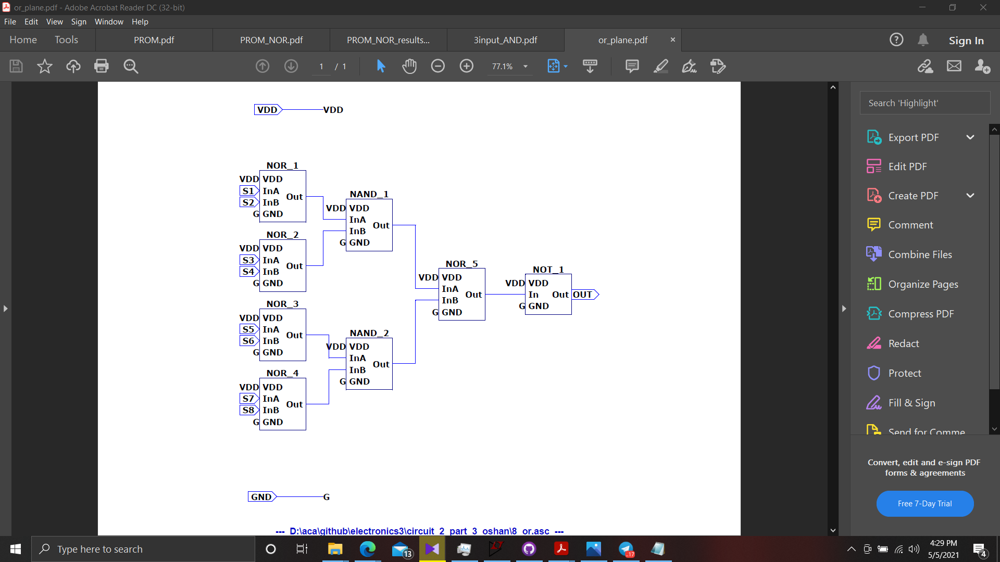 or_plane.pdf - Adobe Acrobat Reader DC (32-bit)
File Edit View Sign Window Help
Home Tools PROM.pdf PROM_NOR.pdf PROM_NOR_results... 3input_AND.pdf or_plane.pdf Sign In
1 / 1 77.1%
VDD VDD
NOR_1
VDD VDD
S1 InA
Out
S2 InB
G GND
NAND_1
VDD VDD
InA
Out
InB
G GND
NOR_2
VDD VDD
S3 InA
Out
S4 InB
G GND
NOR_5
VDD VDD
InA
Out
InB
G GND
NOT_1
VDD VDD
In Out OUT
G GND
NOR_3
VDD VDD
S5 InA
Out
S6 InB
G GND
NAND_2
VDD VDD
InA
Out
InB
G GND
NOR_4
VDD VDD
S7 InA
Out
S8 InB
G GND
GND G
--- D:\aca\github\electronics3\circuit_2_part_3_oshan\8_or.asc ---
Search 'Highlight'
Export PDF
Edit PDF
Create PDF
Comment
Combine Files
Organize Pages
Compress PDF
Redact
Protect
Fill & Sign
Send for Comme
Convert, edit and e-sign PDF
forms & agreements
Free 7-Day Trial
Type here to search
13
..17
4:29 PM
5/5/2021
4